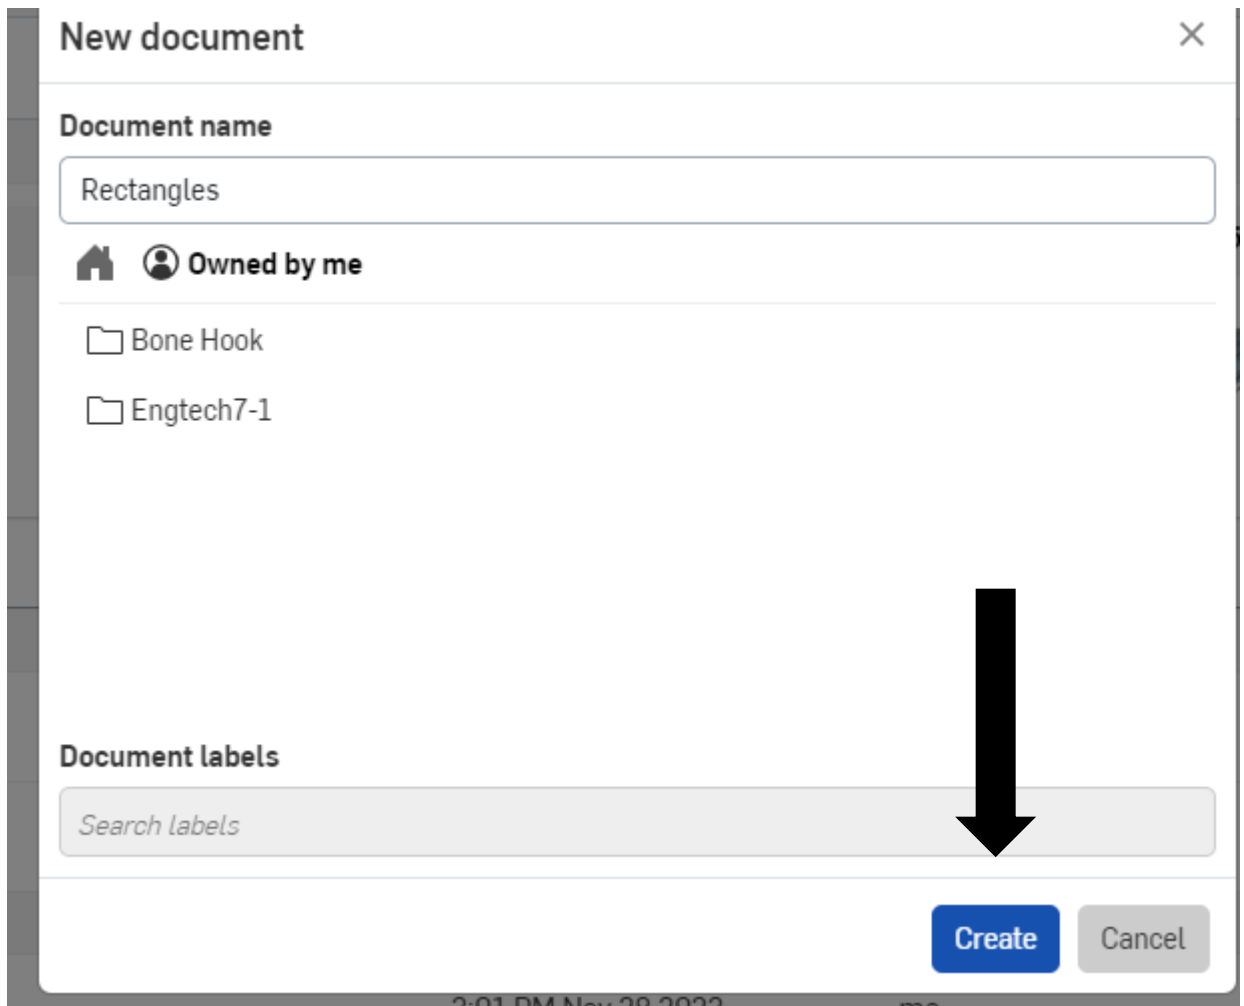 New document
Document name
Rectangles
Owned by me
Bone Hook
Engtech7-1
Document labels
Search labels
Create Cancel